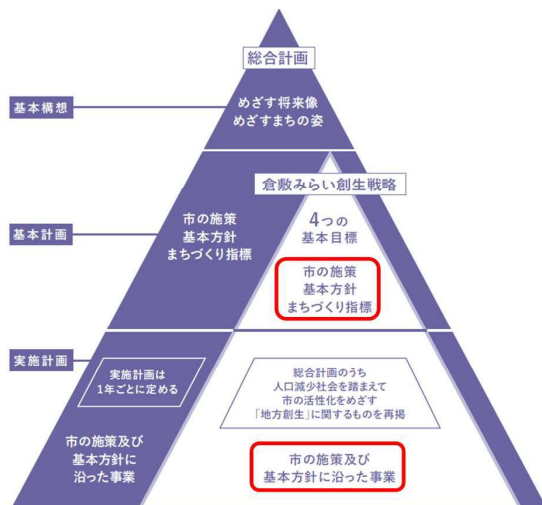 総合計画
基本構想
めざす将来像
めざすまちの姿
倉敷みらい創生戦略
基本計画
市の施策
基本方針
まちづくり指標
4つの
基本目標
市の施策
基本方針
まちづくり指標
実施計画
実施計画は
1年ごとに定める
総合計画のうち
人口減少社会を踏まえて
市の活性化をめざす
「地方創生」に関するものを再掲
市の施策及び
基本方針に
沿った事業
市の施策及び
基本方針に沿った事業